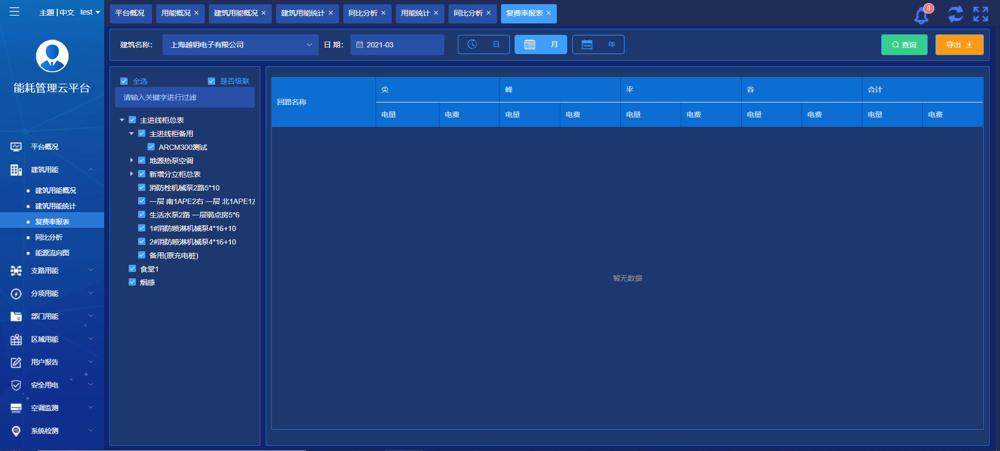 主题 | 中文 test
平台概况 用能概况 × 建筑用能概况 × 建筑用能统计 × 同比分析 × 用能统计 × 同比分析 × 复费率报表 ×
0
能耗管理云平台
平台概况
建筑用能
建筑用能概况
建筑用能统计
复费率报表
同比分析
能源流向图
支路用能
分项用能
部门用能
区域用能
用户报告
安全用电
空调监测
系统检测
建筑名称: 上海越钥电子有限公司 日 期: 2021-03 日 月 YEAR 年 查询 导出
全选 是否级联
请输入关键字进行过滤
主进线柜总表
主进线柜备用
ARCM300测试
地源热泵空调
新增分立柜总表
消防栓机械泵2路5*10
一层 南1APE2右 一层 北1APE1
生活水泵2路 一层弱点房5*6
1#消防喷淋机械泵4*16+10
2#消防喷淋机械泵4*16+10
备用(原充电桩)
食堂1
烟感
回路名称 尖 峰 平 谷 合计
电量 电费 电量 电费 电量 电费 电量 电费 电量 电费
暂无数据